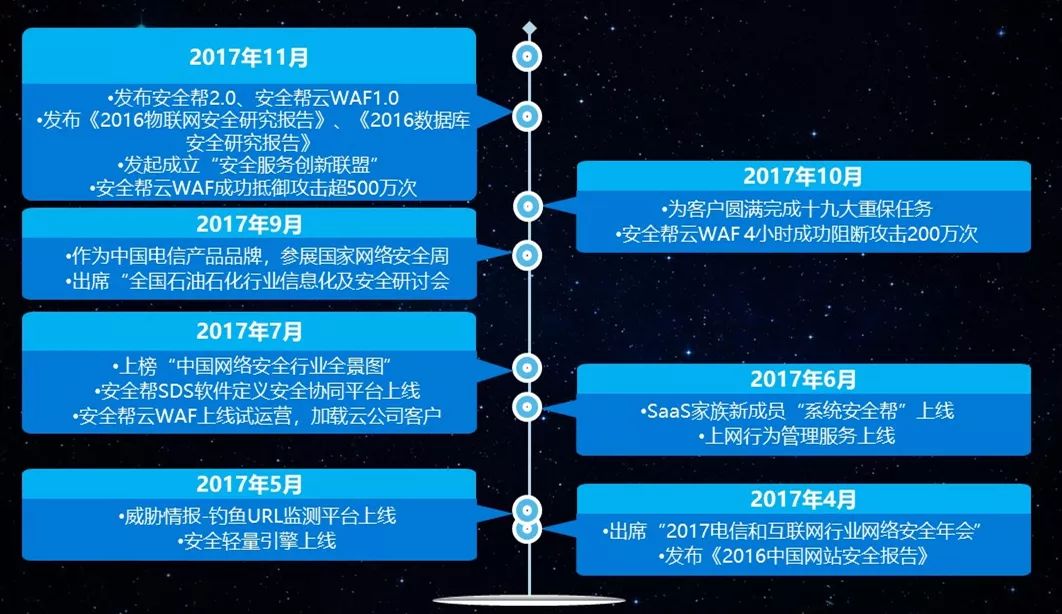 2017年11月
•发布安全帮2.0、安全帮云WAF1.0
•发布《2016物联网安全研究报告》、《2016数据库
安全研究报告》
•发起成立“安全服务创新联盟”
•安全帮云WAF成功抵御攻击超500万次
2017年10月
•为客户圆满完成十九大重保任务
•安全帮云WAF 4小时成功阻断攻击200万次
2017年9月
•作为中国电信产品品牌，参展国家网络安全周
•出席“全国石油石化行业信息化及安全研讨会
2017年7月
•上榜“中国网络安全行业全景图”
•安全帮SDS软件定义安全协同平台上线
•安全帮云WAF上线试运营，加载云公司客户
2017年6月
•SaaS家族新成员“系统安全帮”上线
•上网行为管理服务上线
2017年5月
•威胁情报-钓鱼URL监测平台上线
•安全轻量引擎上线
2017年4月
•出席“2017电信和互联网行业网络安全年会”
•发布《2016中国网站安全报告》